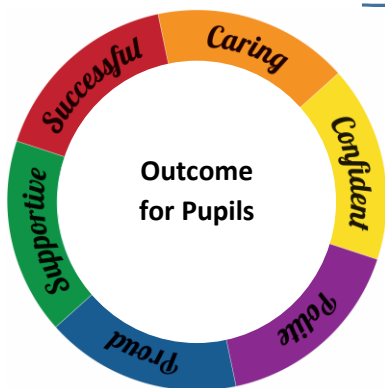 Successful
Caring
Confident
Polite
Proud
Supportive
Outcome
for Pupils